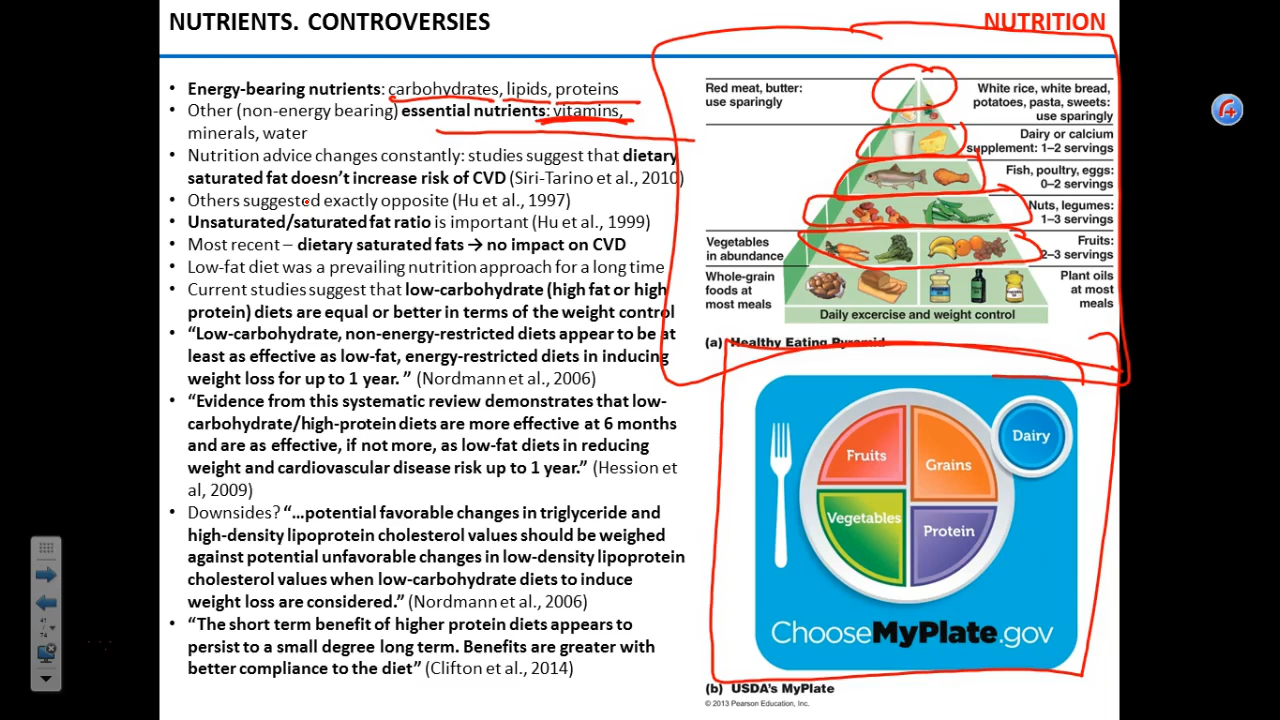 NUTRIENTS. CONTROVERSIES
NUTRITION
• Energy-bearing nutrients: carbohydrates, lipids, proteins
• Other (non-energy bearing) essential nutrients: vitamins,
minerals, water
• Nutrition advice changes constantly: studies suggest that dietary
saturated fat doesn't increase risk of CVD (Siri-Tarino et al., 2010)
• Others suggested exactly opposite (Hu et al., 1997)
• Unsaturated/saturated fat ratio is important (Hu et al., 1999)
• Most recent – dietary saturated fats → no impact on CVD
• Low-fat diet was a prevailing nutrition approach for a long time
• Current studies suggest that low-carbohydrate (high fat or high
protein) diets are equal or better in terms of the weight control
• “Low-carbohydrate, non-energy-restricted diets appear to be at
least as effective as low-fat, energy-restricted diets in inducing
weight loss for up to 1 year. ” (Nordmann et al., 2006)
• “Evidence from this systematic review demonstrates that low-
carbohydrate/high-protein diets are more effective at 6 months
and are as effective, if not more, as low-fat diets in reducing
weight and cardiovascular disease risk up to 1 year.” (Hession et
al, 2009)
• Downsides? “…potential favorable changes in triglyceride and
high-density lipoprotein cholesterol values should be weighed
against potential unfavorable changes in low-density lipoprotein
cholesterol values when low-carbohydrate diets to induce
weight loss are considered.” (Nordmann et al., 2006)
• “The short term benefit of higher protein diets appears to
persist to a small degree long term. Benefits are greater with
better compliance to the diet” (Clifton et al., 2014)
Red meat, butter:
use sparingly
White rice, white bread,
potatoes, pasta, sweets:
use sparingly
Dairy or calcium
supplement: 1–2 servings
Fish, poultry, eggs:
0–2 servings
Nuts, legumes:
1–3 servings
Vegetables
in abundance
Fruits:
2–3 servings
Whole-grain
foods at
most meals
Plant oils
at most
meals
Daily excercise and weight control
(a) Healthy Eating Pyramid
Fruits
Grains
Dairy
Vegetables
Protein
ChooseMyPlate.gov
(b) USDA's MyPlate
© 2013 Pearson Education, Inc.